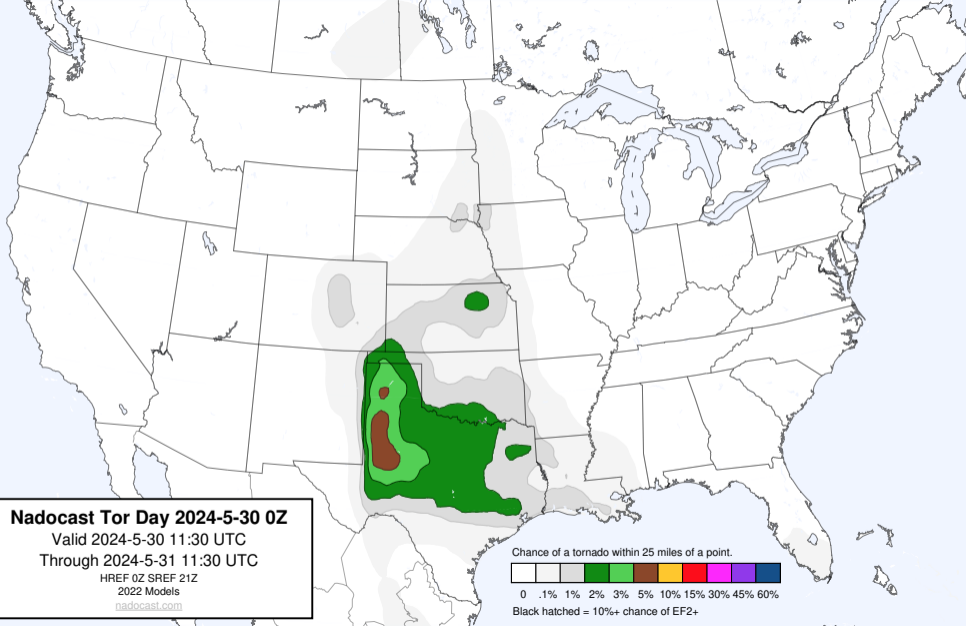 Nadocast Tor Day 2024-5-30 0Z
Valid 2024-5-30 11:30 UTC
Through 2024-5-31 11:30 UTC
HREF 0Z SREF 21Z
2022 Models
nadocast.com
Chance of a tornado within 25 miles of a point.
0 .1% 1% 2% 3% 5% 10% 15% 30% 45% 60%
Black hatched = 10%+ chance of EF2+